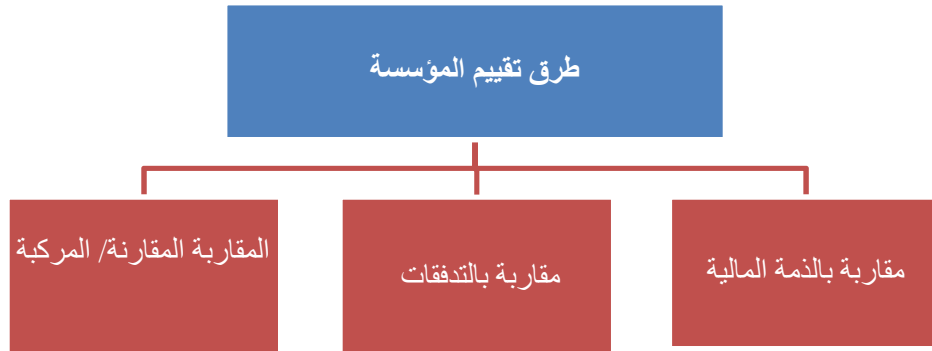 طرق تقييم المؤسسة
مقاربة بالذمة المالية
مقاربة بالتدفقات
المقاربة المقارنة/ المركبة